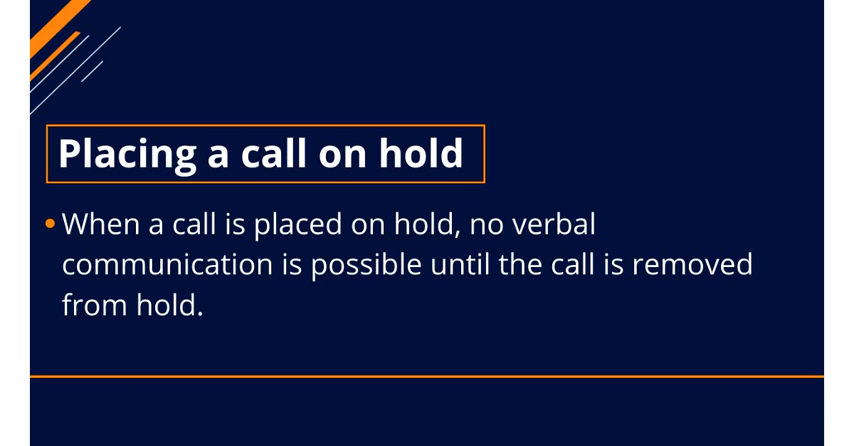 Placing a call on hold
• When a call is placed on hold, no verbal
communication is possible until the call is removed
from hold.